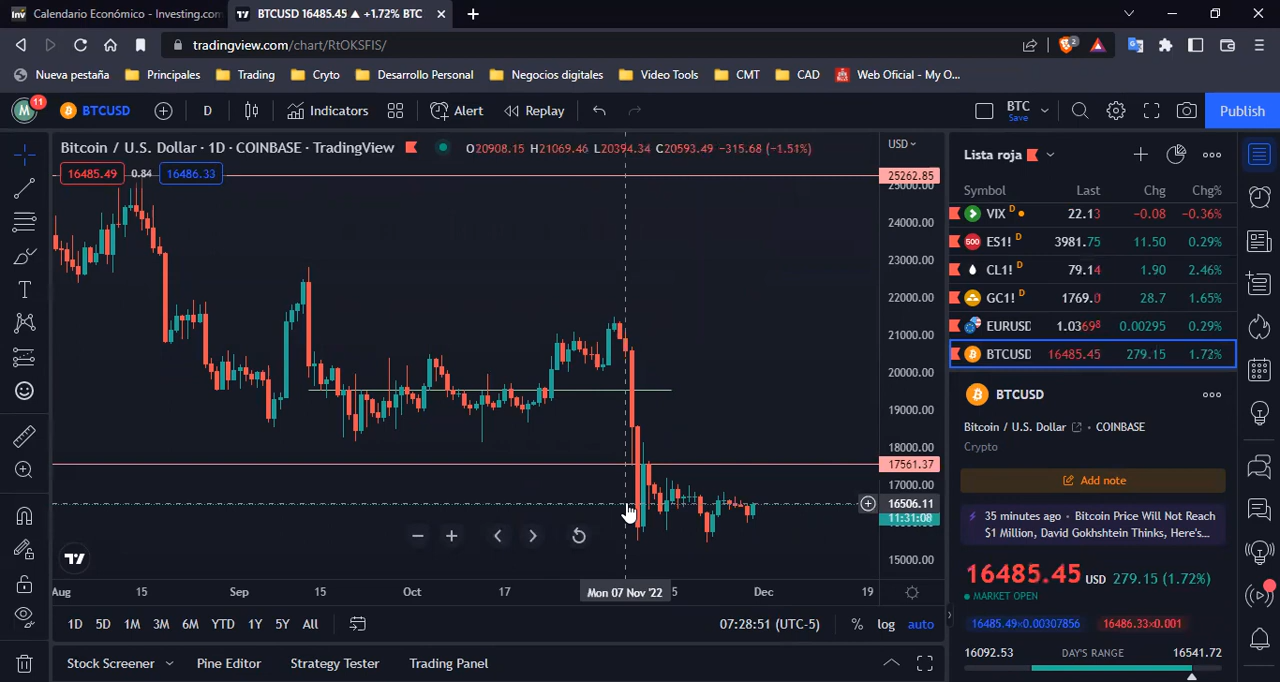 Calendario Económico - Investing.com
BTCUSD 16485.45 ▲ +1.72% BTC
tradingview.com/chart/RtOKSFIS/
2
Nueva pestaña Principales Trading Cryto Desarrollo Personal Negocios digitales Video Tools CMT CAD Web Oficial - My O...
M 11 BTCUSD D Indicators Alert Replay BTC Save Publish
Bitcoin / U.S. Dollar · 1D · COINBASE · TradingView O20908.15 H21069.46 L20394.34 C20593.49 -315.68 (-1.51%)
16485.49 0.84 16486.33
USD
25262.85
25000.00
24000.00
23000.00
22000.00
21000.00
20000.00
19000.00
18000.00
17561.37
17000.00
16506.11
11:31:08
15000.00
Aug 15 Sep 15 Oct 17 Mon 07 Nov '22 5 Dec 19
1D 5D 1M 3M 6M YTD 1Y 5Y All 07:28:51 (UTC-5) % log auto
Stock Screener Pine Editor Strategy Tester Trading Panel
Lista roja
Symbol Last Chg Chg%
VIX D 22.13 −0.08 −0.36%
500 ES1! D 3981.75 11.50 0.29%
CL1! D 79.14 1.90 2.46%
GC1! D 1769.0 28.7 1.65%
EURUSD 1.03698 0.00295 0.29%
BTCUSD 16485.45 279.15 1.72%
BTCUSD
Bitcoin / U.S. Dollar • COINBASE
Crypto
Add note
35 minutes ago • Bitcoin Price Will Not Reach
$1 Million, David Gokhshtein Thinks, Here's...
16485.45 USD 279.15 (1.72%)
MARKET OPEN
16485.49×0.00307856 16486.33×0.001
16092.53 DAY'S RANGE 16541.72